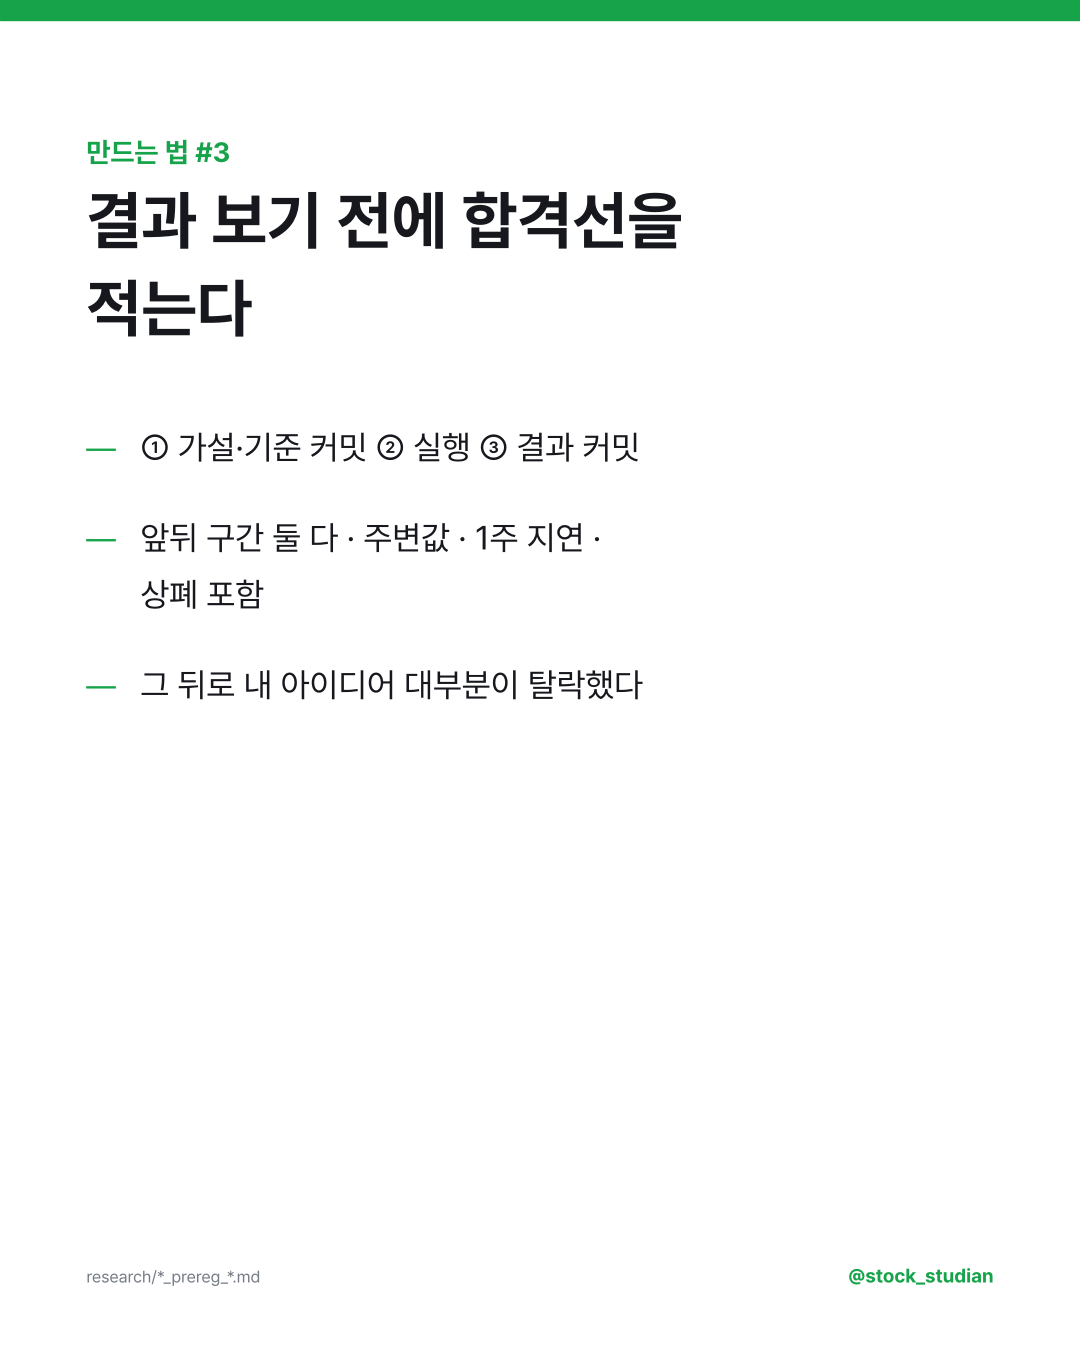 만드는 법 #3
결과 보기 전에 합격선을
적는다
— ① 가설·기준 커밋 ② 실행 ③ 결과 커밋
— 앞뒤 구간 둘 다 · 주변값 · 1주 지연 ·
상폐 포함
— 그 뒤로 내 아이디어 대부분이 탈락했다
research/*_prereg_*.md
@stock_studian